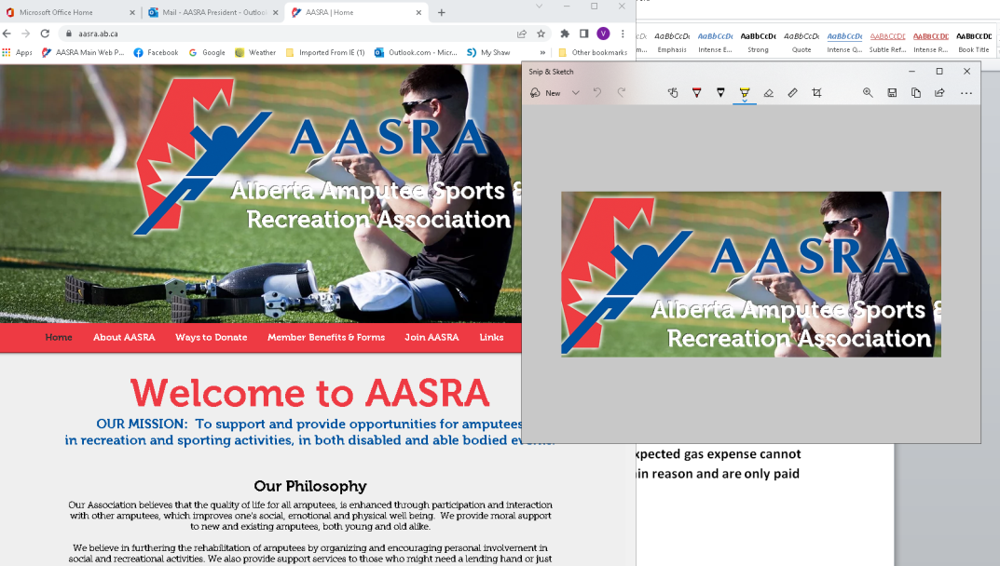 Microsoft Office Home
Mail - AASRA President - Outlook
AASRA | Home
aasra.ab.ca
V
Apps
AASRA Main Web P...
Facebook
Google
Weather
Imported From IE (1)
Outlook.com - Micr...
My Shaw
»
Other bookmarks
AASRA
Alberta Amputee Sports &
Recreation Association
Home
About AASRA
Ways to Donate
Member Benefits & Forms
Join AASRA
Links
Welcome to AASRA
OUR MISSION: To support and provide opportunities for amputees
in recreation and sporting activities, in both disabled and able bodied
Our Philosophy
Our Association believes that the quality of life for all amputees, is enhanced through participation and interaction
with other amputees, which improves one's social, emotional and physical well being. We provide moral support
to new and existing amputees, both young and old alike.
We believe in furthering the rehabilitation of amputees by organizing and encouraging personal involvement in
social and recreational activities. We also provide support services to those who might need a lending hand or just
AaBbCcDc
AaBbCcDc
AaBbCcDc
AaBbCcDc
AaBbCcDc
AaBbCcDc
AaBbCcDc
AaBbCcDc
Emphasis
Intense E...
Strong
Quote
Intense Q...
Subtle Ref...
Intense R...
Book Title
Snip & Sketch
New
AASRA
Alberta Amputee Sports &
Recreation Association
xpected gas expense cannot
in reason and are only paid